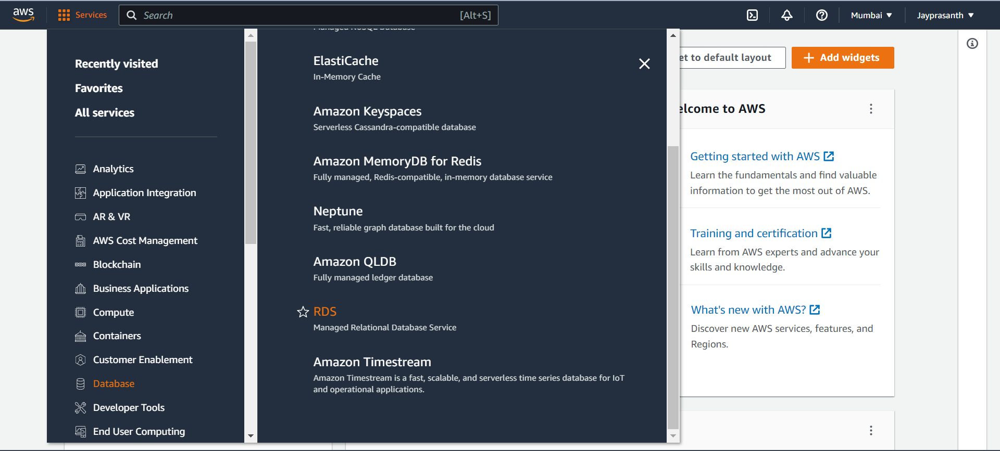 aws
Services
Search
[Alt+S]
Mumbai
Jayprasanth
Recently visited
Favorites
All services
Analytics
Application Integration
AR & VR
AWS Cost Management
Blockchain
Business Applications
Compute
Containers
Customer Enablement
Database
Developer Tools
End User Computing
Managed NoSQL Database
ElastiCache
In-Memory Cache
Amazon Keyspaces
Serverless Cassandra-compatible database
Amazon MemoryDB for Redis
Fully managed, Redis-compatible, in-memory database service
Neptune
Fast, reliable graph database built for the cloud
Amazon QLDB
Fully managed ledger database
RDS
Managed Relational Database Service
Amazon Timestream
Amazon Timestream is a fast, scalable, and serverless time series database for IoT
and operational applications.
et to default layout
Add widgets
elcome to AWS
Getting started with AWS
Learn the fundamentals and find valuable
information to get the most out of AWS.
Training and certification
Learn from AWS experts and advance your
skills and knowledge.
What's new with AWS?
Discover new AWS services, features, and
Regions.